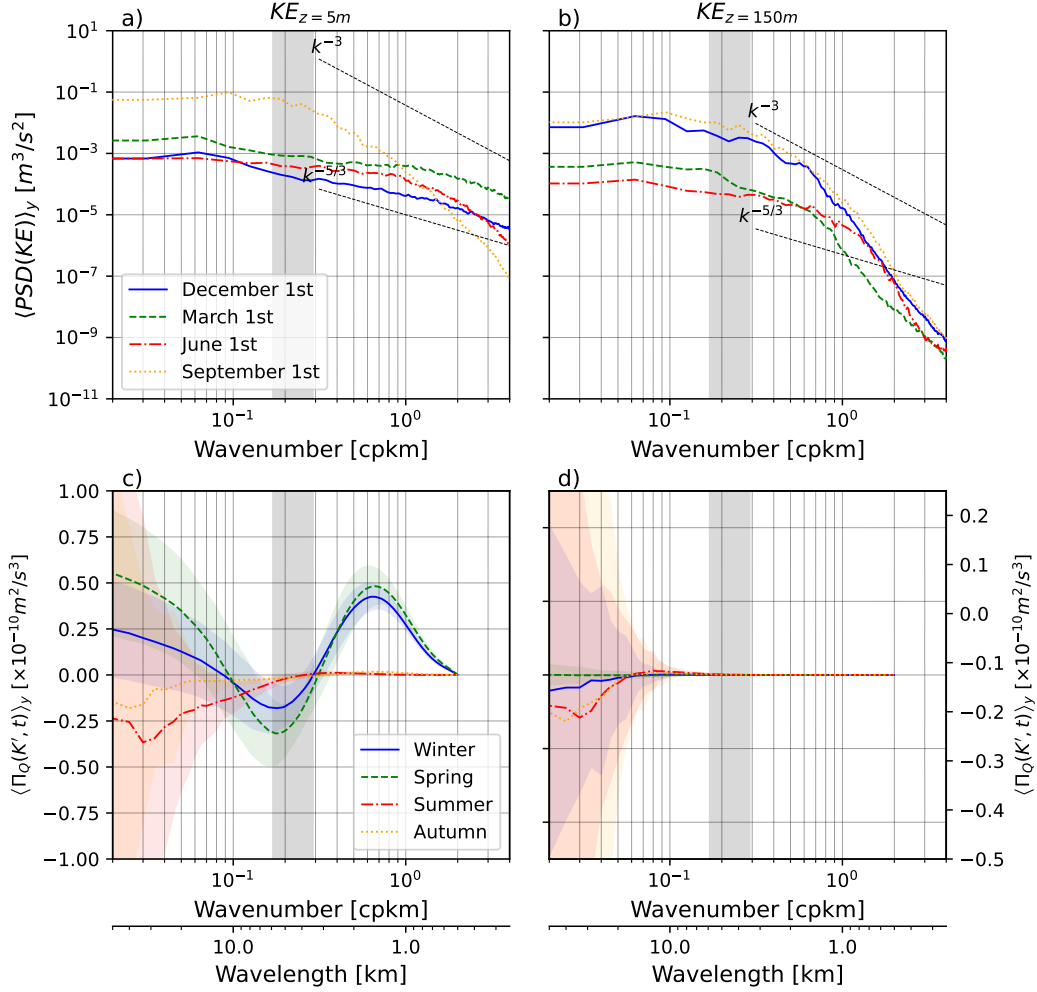 a)
KE_{z=5m}
10^1
10^{-1}
10^{-3}
10^{-5}
10^{-7}
10^{-9}
10^{-11}
⟨PSD(KE)⟩_y [m^3/s^2]
k^{-3}
k^{-5/3}
December 1st
March 1st
June 1st
September 1st
10^{-1} 10^0
Wavenumber [cpkm]
b)
KE_{z=150m}
k^{-3}
k^{-5/3}
10^{-1} 10^0
Wavenumber [cpkm]
c)
1.00
0.75
0.50
0.25
0.00
−0.25
−0.50
−0.75
−1.00
⟨Π_Q(K′, t)⟩_y [×10^{-10}m^2/s^3]
Winter
Spring
Summer
Autumn
10^{-1} 10^0
Wavenumber [cpkm]
10.0 1.0
Wavelength [km]
d)
0.2
0.1
0.0
−0.1
−0.2
−0.3
−0.4
−0.5
⟨Π_Q(K′, t)⟩_y [×10^{-10}m^2/s^3]
10^{-1} 10^0
Wavenumber [cpkm]
10.0 1.0
Wavelength [km]